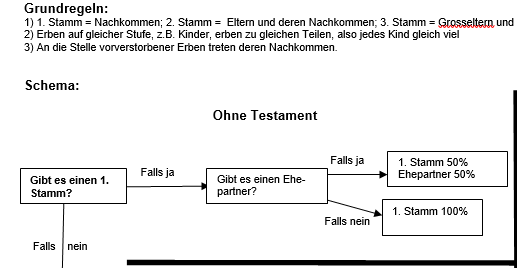 Grundregeln:
1) 1. Stamm = Nachkommen; 2. Stamm = Eltern und deren Nachkommen; 3. Stamm = Grosseltern und
2) Erben auf gleicher Stufe, z.B. Kinder, erben zu gleichen Teilen, also jedes Kind gleich viel
3) An die Stelle vorverstorbener Erben treten deren Nachkommen.
Schema:
Ohne Testament
Gibt es einen 1.
Stamm?
Falls ja
Gibt es einen Ehe-
partner?
Falls ja
1. Stamm 50%
Ehepartner 50%
Falls nein
1. Stamm 100%
Falls nein